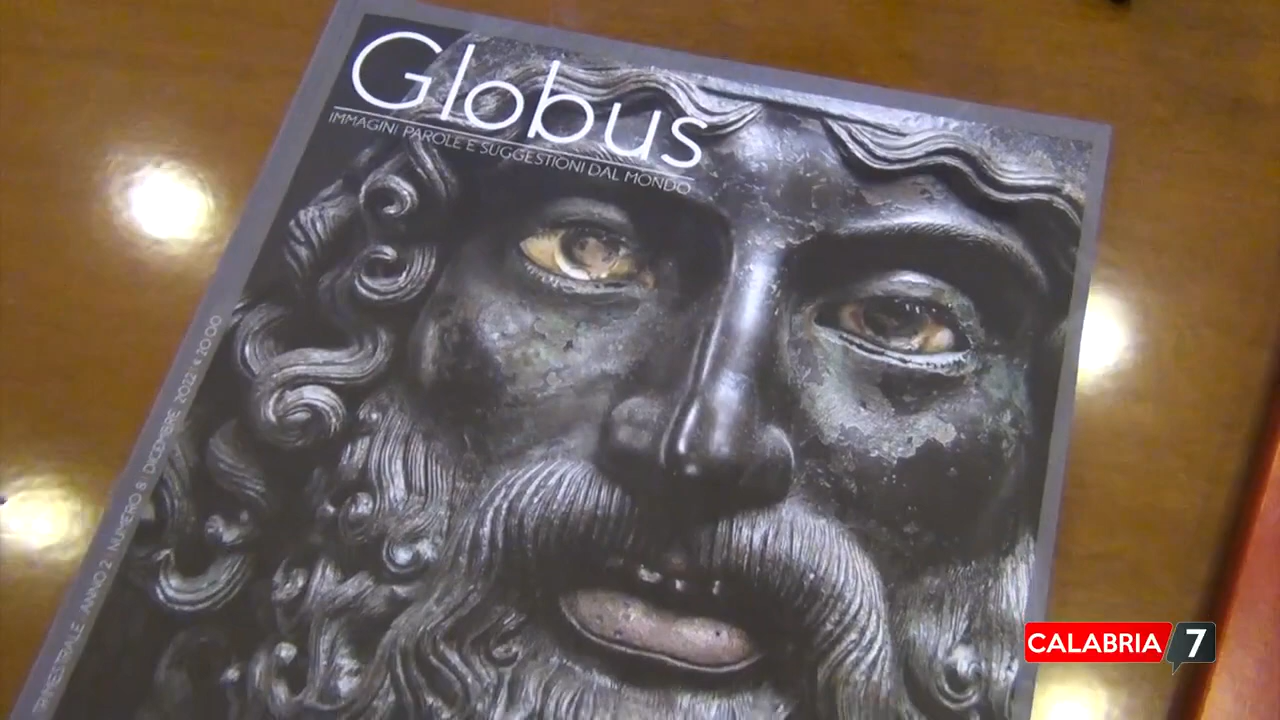 Globus
IMMAGINI PAROLE E SUGGESTIONI DAL MONDO
TRIMESTRALE ANNO 2 NUMERO 8 DICEMBRE 2022 € 20,00
CALABRIA 7